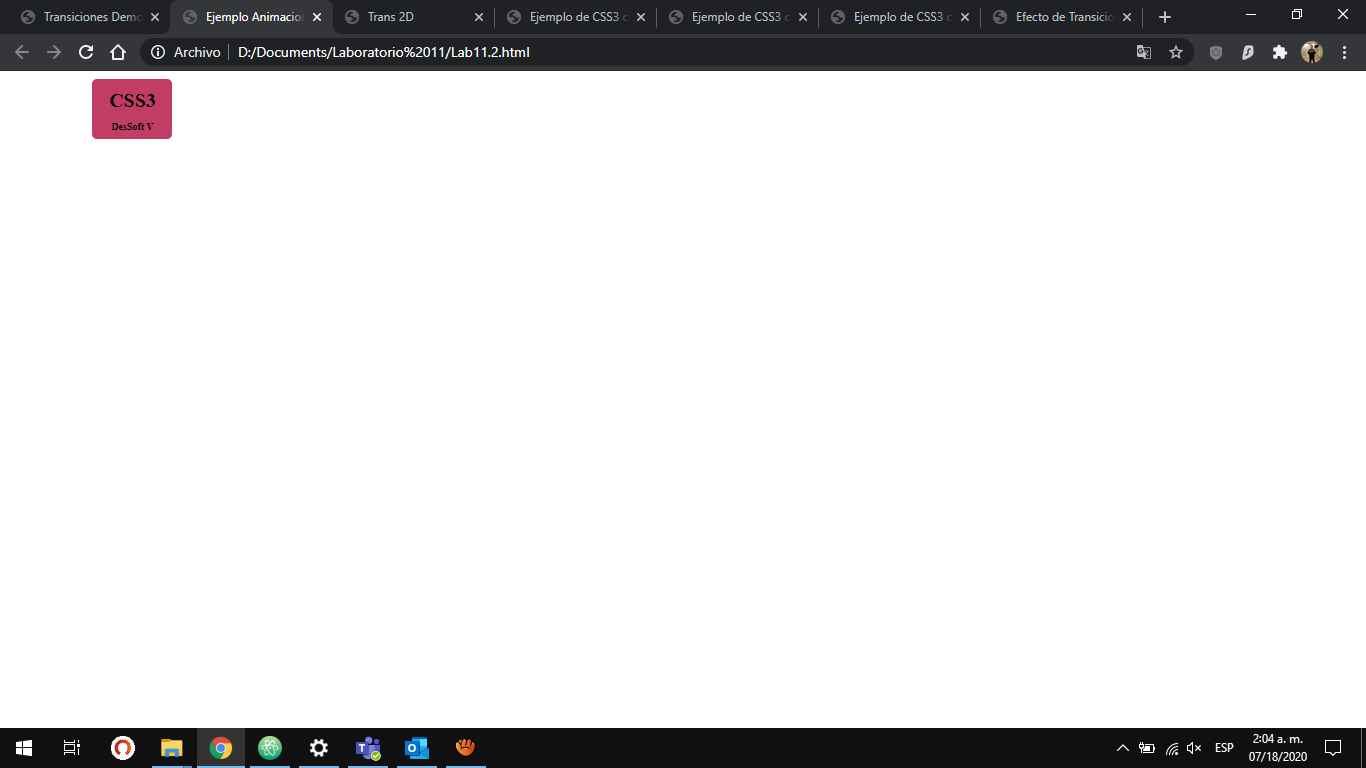 Transiciones Demo
Ejemplo Animacio
Trans 2D
Ejemplo de CSS3 c
Ejemplo de CSS3 c
Ejemplo de CSS3 c
Efecto de Transicio
Archivo
D:/Documents/Laboratorio%2011/Lab11.2.html
CSS3
DesSoft V
ESP
2:04 a. m.
07/18/2020